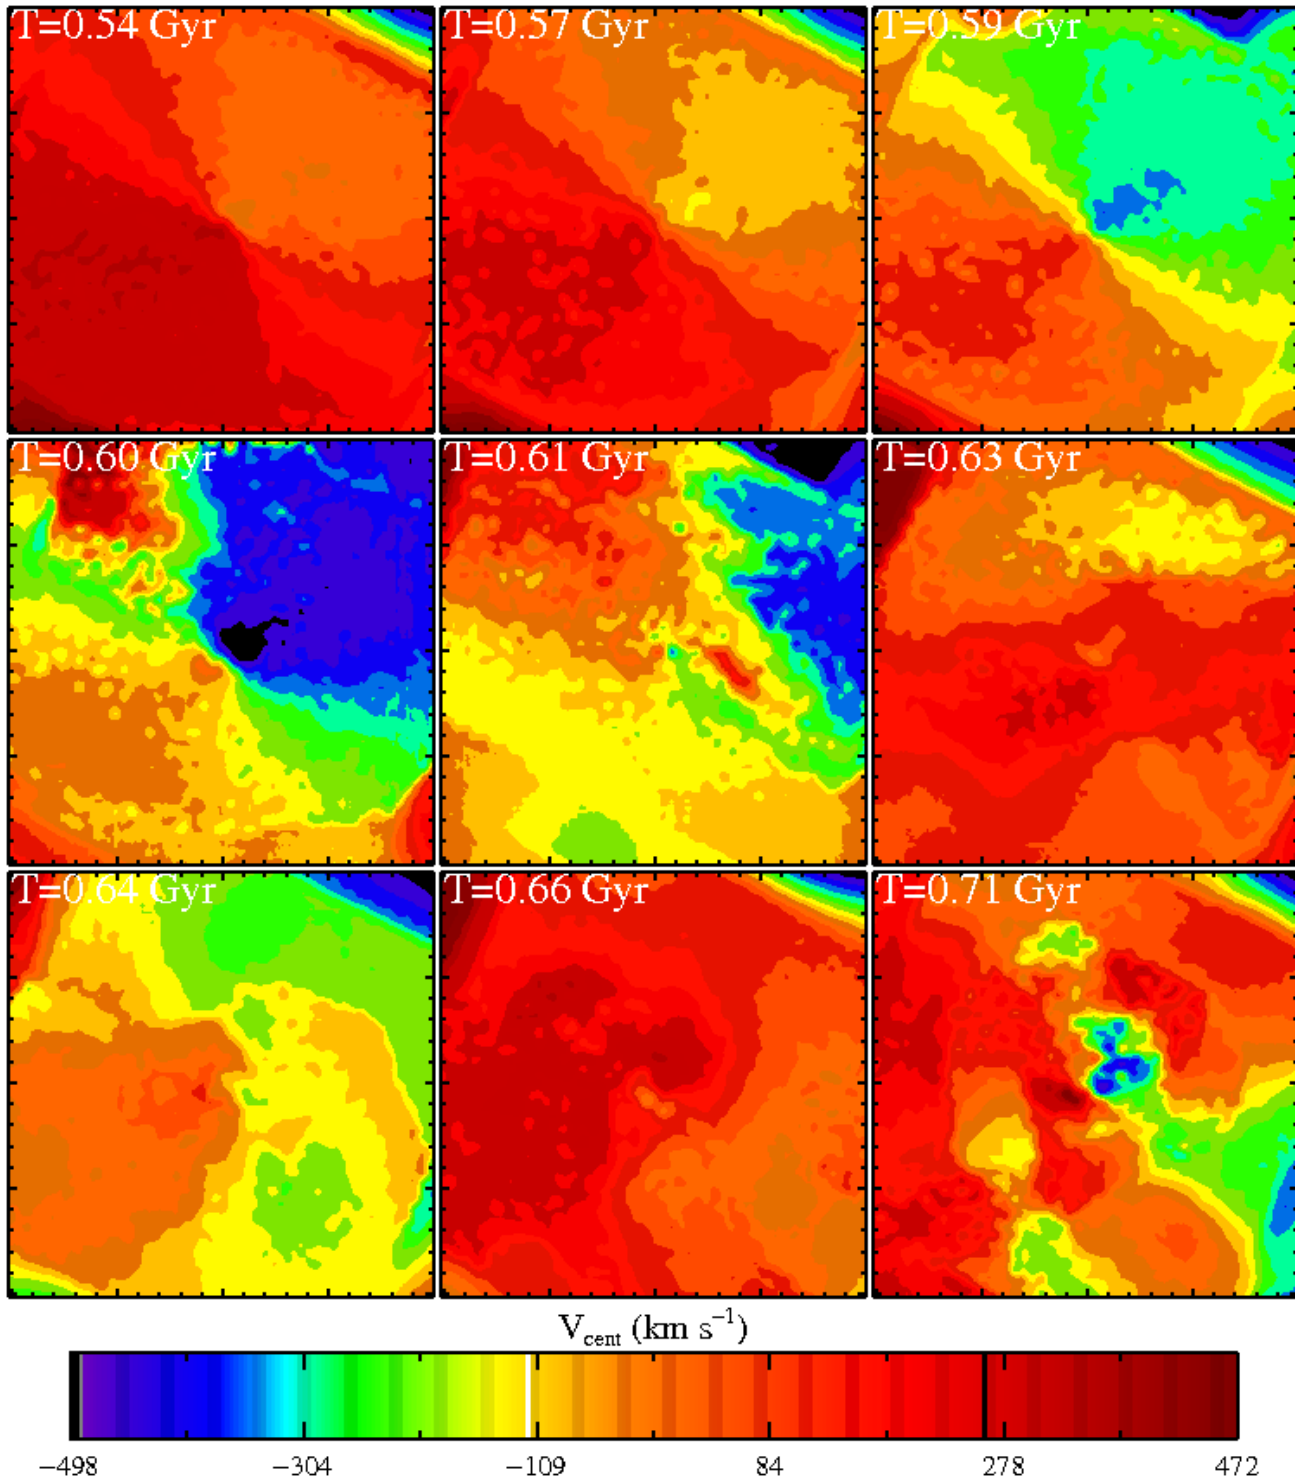 T=0.54 Gyr T=0.57 Gyr T=0.59 Gyr
T=0.60 Gyr T=0.61 Gyr T=0.63 Gyr
T=0.64 Gyr T=0.66 Gyr T=0.71 Gyr
V_cent (km s⁻¹)
−498 −304 −109 84 278 472